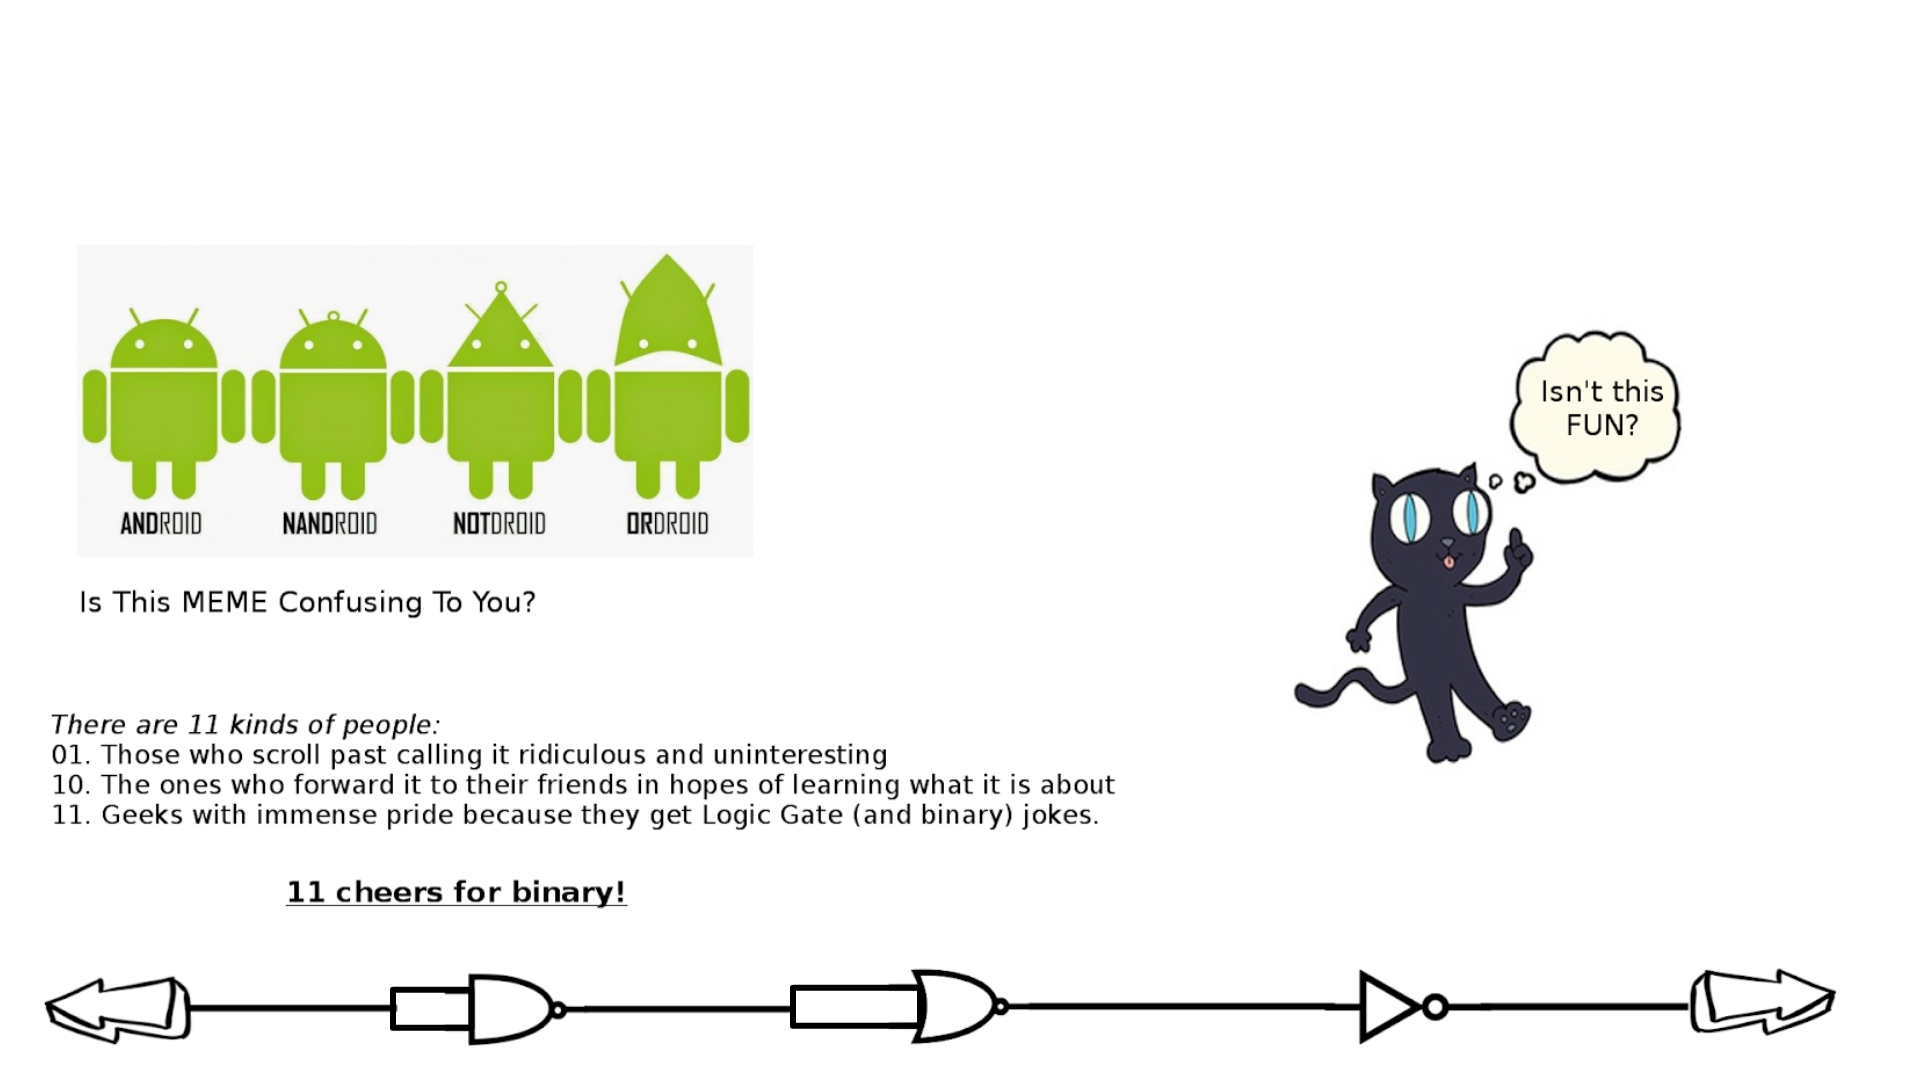 ANDROID NANDROID NOTDROID ORDROID
Is This MEME Confusing To You?
Isn't this
FUN?
There are 11 kinds of people:
01. Those who scroll past calling it ridiculous and uninteresting
10. The ones who forward it to their friends in hopes of learning what it is about
11. Geeks with immense pride because they get Logic Gate (and binary) jokes.
11 cheers for binary!